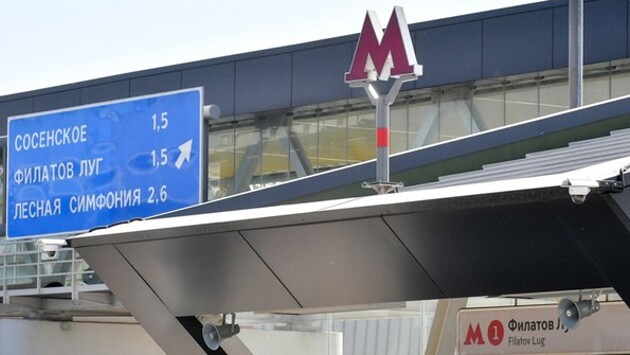 М
СОСЕНСКОЕ 1,5
ФИЛАТОВ ЛУГ 1,5
ЛЕСНАЯ СИМФОНИЯ 2,6
М 1 Филатов
Filatov Lug